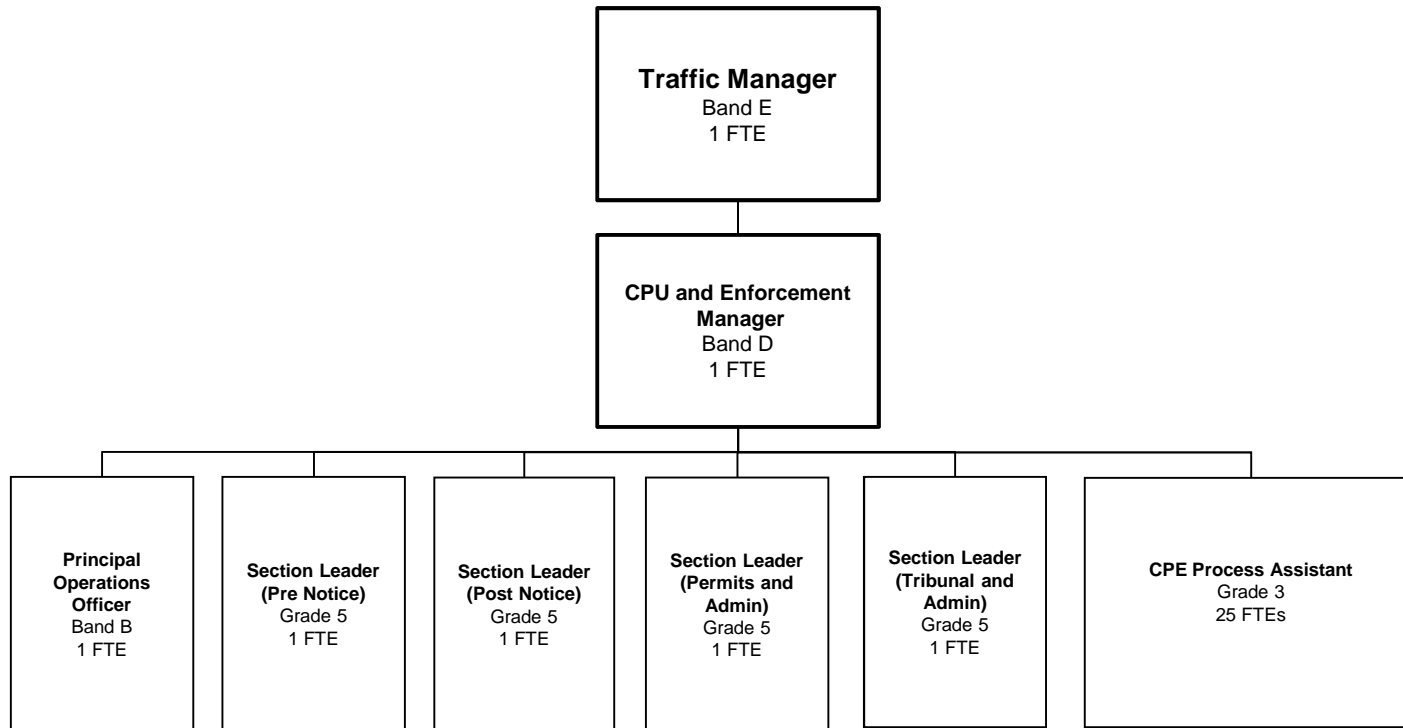 Traffic Manager
Band E
1 FTE
CPU and Enforcement
Manager
Band D
1 FTE
Principal
Operations
Officer
Band B
1 FTE
Section Leader
(Pre Notice)
Grade 5
1 FTE
Section Leader
(Post Notice)
Grade 5
1 FTE
Section Leader
(Permits and
Admin)
Grade 5
1 FTE
Section Leader
(Tribunal and
Admin)
Grade 5
1 FTE
CPE Process Assistant
Grade 3
25 FTEs